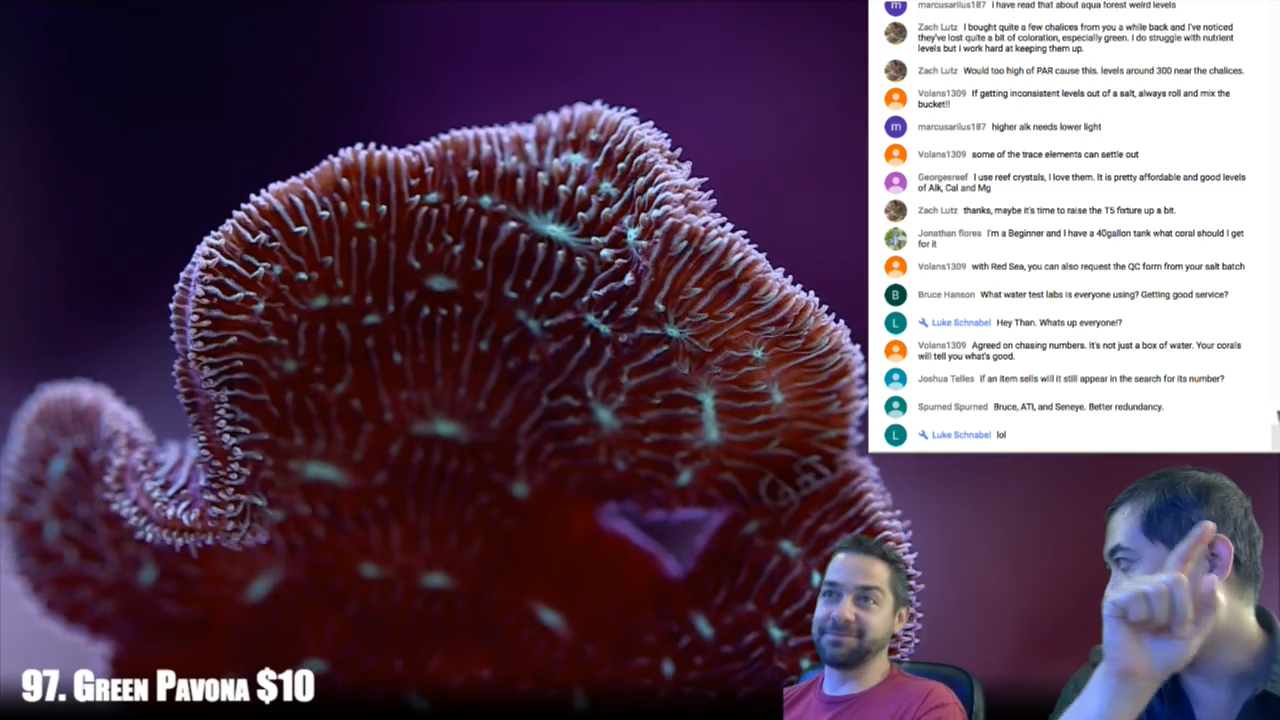 marcusarilus187 i have read that about aqua forest weird levels
Zach Lutz I bought quite a few chalices from you a while back and I've noticed
they've lost quite a bit of coloration, especially green. I do struggle with nutrient
levels but I work hard at keeping them up.
Zach Lutz Would too high of PAR cause this. levels around 300 near the chalices.
Volans1309 If getting inconsistent levels out of a salt, always roll and mix the
bucket!!
m marcusarilus187 higher alk needs lower light
Volans1309 some of the trace elements can settle out
Georgesreef I use reef crystals, I love them. It is pretty affordable and good levels
of Alk, Cal and Mg
Zach Lutz thanks, maybe it's time to raise the T5 fixture up a bit.
Jonathan flores I'm a Beginner and I have a 40gallon tank what coral should I get
for it
Volans1309 with Red Sea, you can also request the QC form from your salt batch
B Bruce Hanson What water test labs is everyone using? Getting good service?
L Luke Schnabel Hey Than. Whats up everyone!?
Volans1309 Agreed on chasing numbers. It's not just a box of water. Your corals
will tell you what's good.
Joshua Telles if an item sells will it still appear in the search for its number?
Spurned Spurned Bruce, ATI, and Seneye. Better redundancy.
L Luke Schnabel lol
97. Green Pavona $10